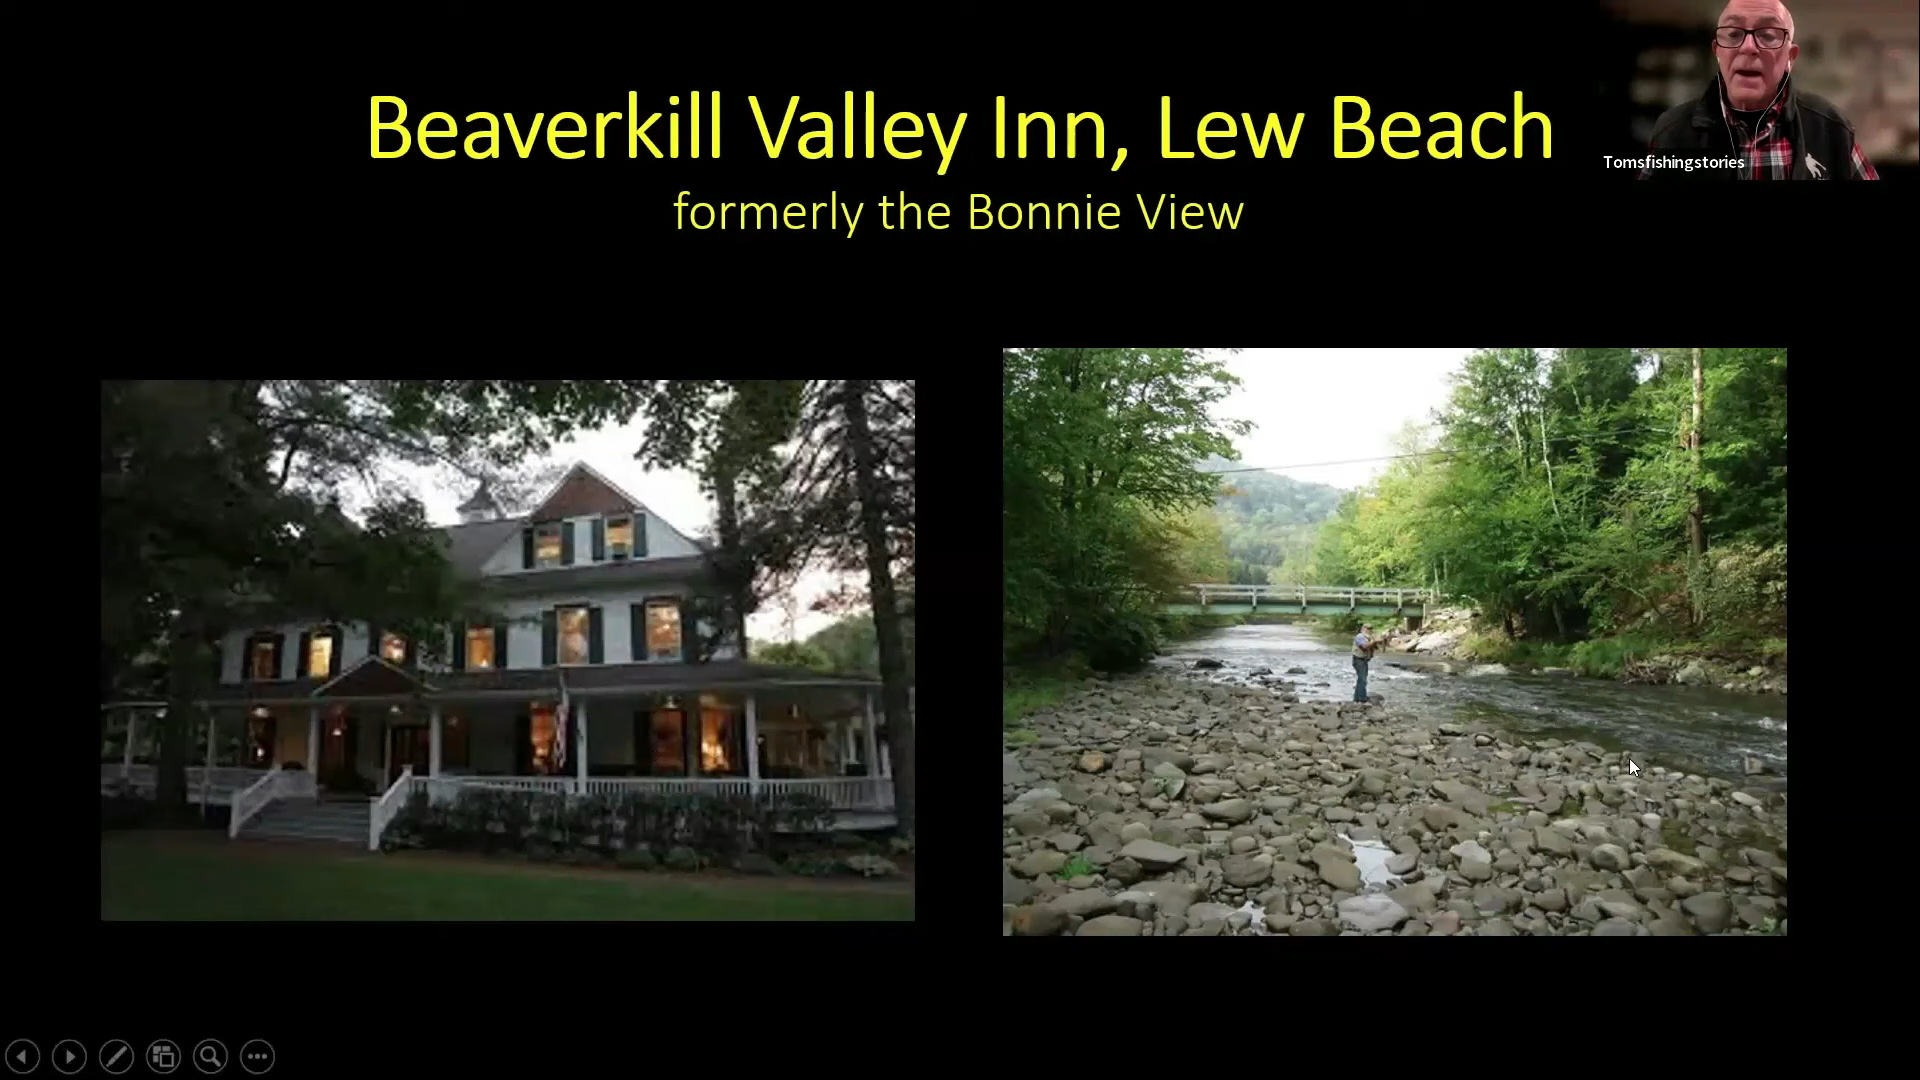 Beaverkill Valley Inn, Lew Beach
formerly the Bonnie View
Tomsfishingstories